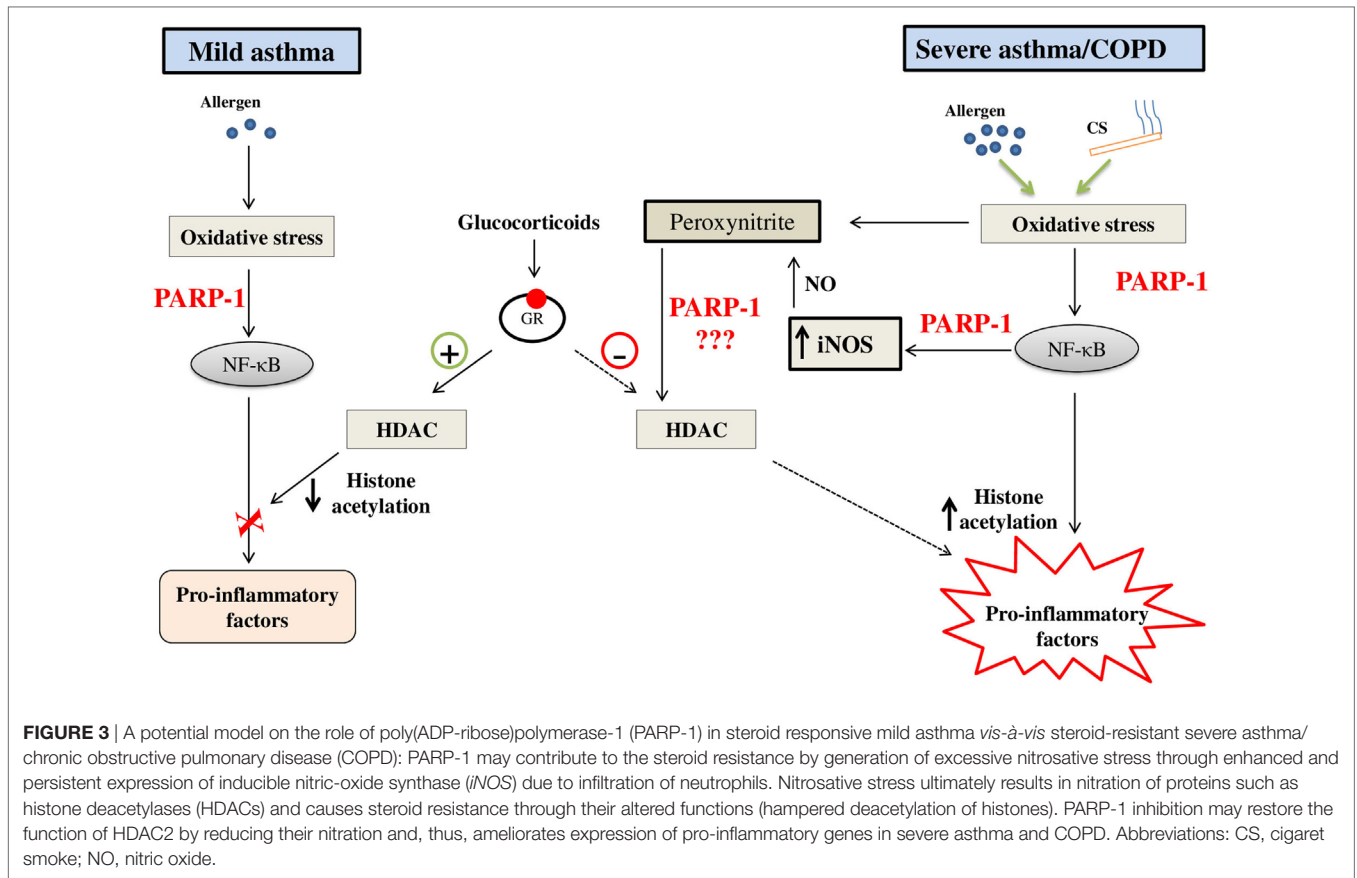 Mild asthma
Allergen
Oxidative stress
PARP-1
NF-κB
Pro-inflammatory
factors
Glucocorticoids
GR
+
-
HDAC
Histone
acetylation
Severe asthma/COPD
Allergen
CS
Oxidative stress
Peroxynitrite
NO
PARP-1
???
iNOS
PARP-1
PARP-1
NF-κB
HDAC
Histone
acetylation
Pro-inflammatory
factors
FIGURE 3 | A potential model on the role of poly(ADP-ribose)polymerase-1 (PARP-1) in steroid responsive mild asthma vis-à-vis steroid-resistant severe asthma/
chronic obstructive pulmonary disease (COPD): PARP-1 may contribute to the steroid resistance by generation of excessive nitrosative stress through enhanced and
persistent expression of inducible nitric-oxide synthase (iNOS) due to infiltration of neutrophils. Nitrosative stress ultimately results in nitration of proteins such as
histone deacetylases (HDACs) and causes steroid resistance through their altered functions (hampered deacetylation of histones). PARP-1 inhibition may restore the
function of HDAC2 by reducing their nitration and, thus, ameliorates expression of pro-inflammatory genes in severe asthma and COPD. Abbreviations: CS, cigaret
smoke; NO, nitric oxide.